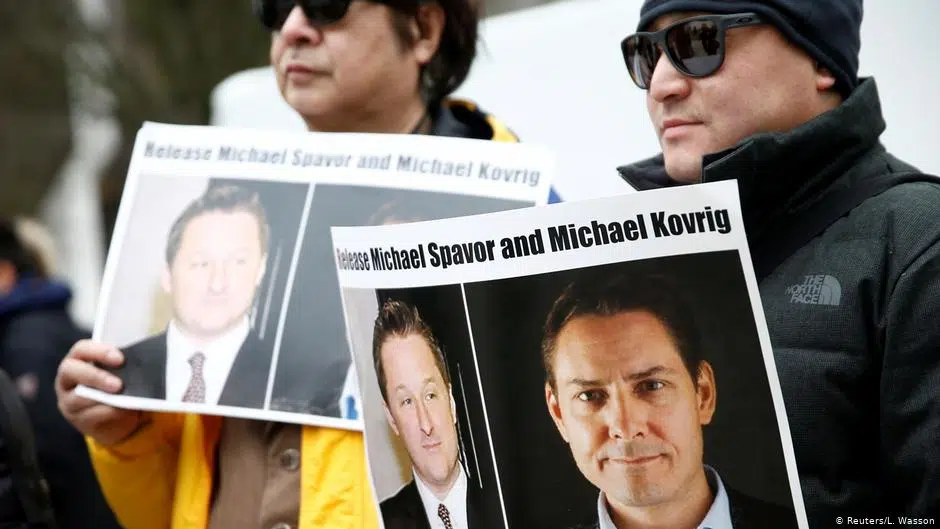 Release Michael Spavor and Michael Kovrig
Release Michael Spavor and Michael Kovrig
THE
NORTH
FACE
© Reuters/L. Wasson